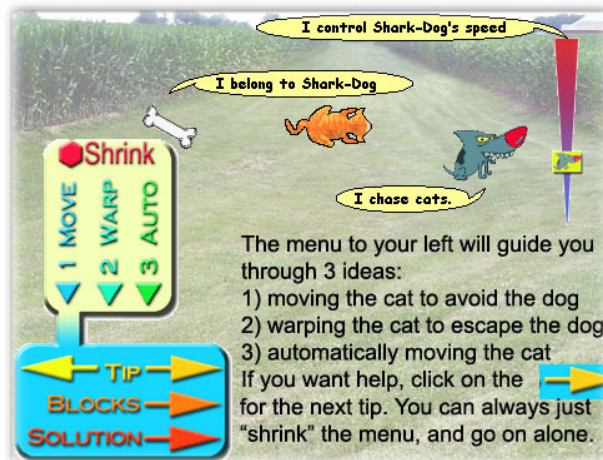 I control Shark-Dog's speed
I belong to Shark-Dog
Shrink
1 MOVE
2 WARP
3 AUTO
I chase cats.
The menu to your left will guide you
through 3 ideas:
1) moving the cat to avoid the dog
2) warping the cat to escape the dog
3) automatically moving the cat
If you want help, click on the
for the next tip. You can always just
“shrink” the menu, and go on alone.
TIP
BLOCKS
SOLUTION